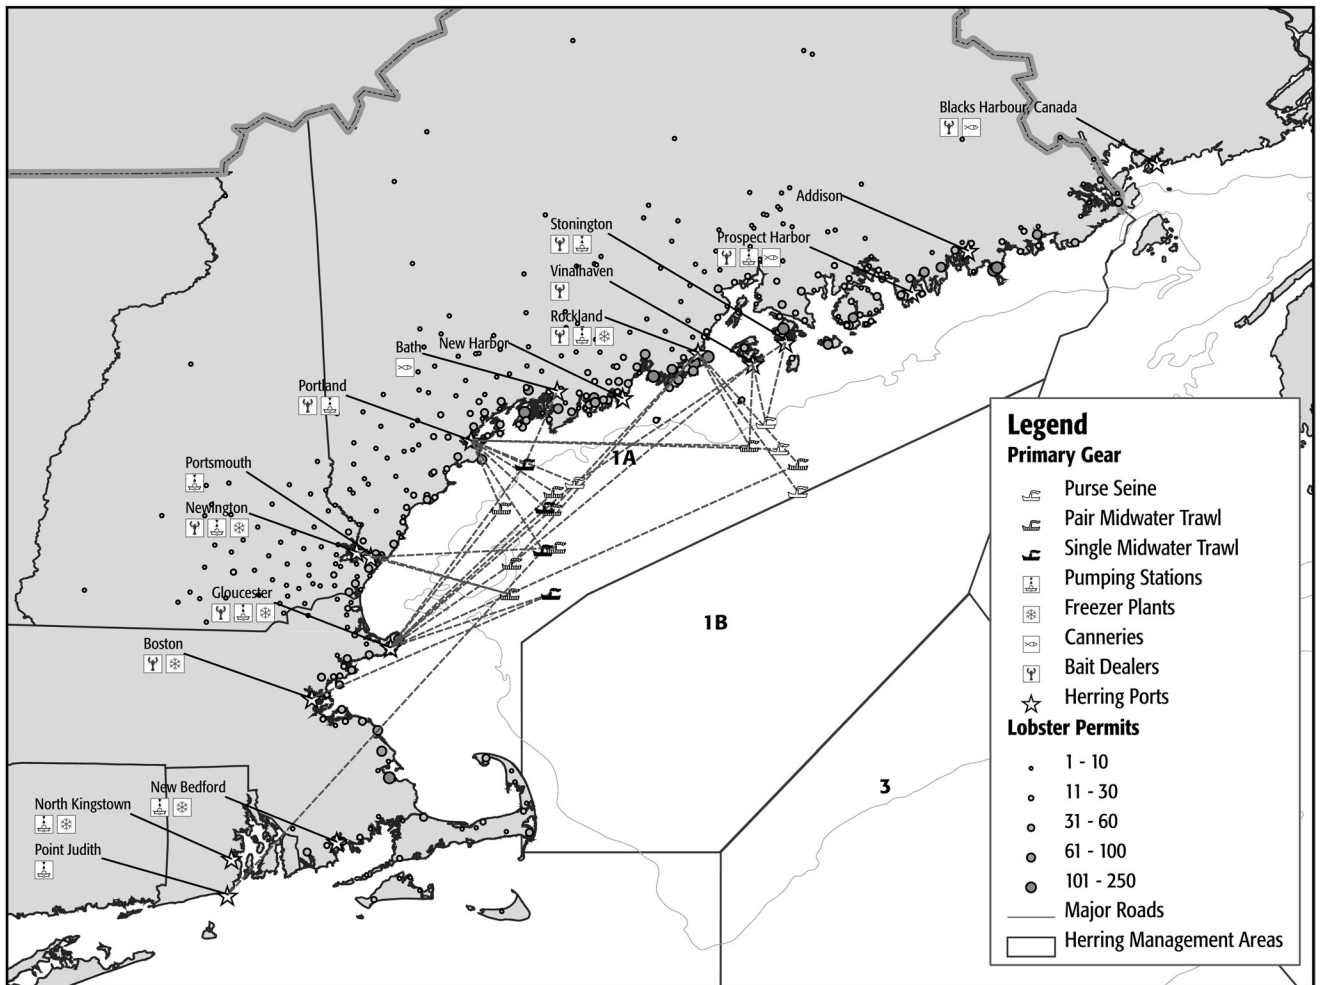 Blacks Harbour, Canada
Addison
Stonington
Prospect Harbor
Vinalhaven
Rockland
New Harbor
Bath
Portland
1A
Portsmouth
Newington
Gloucester
Boston
1B
New Bedford
North Kingstown
Point Judith
3
Legend
Primary Gear
Purse Seine
Pair Midwater Trawl
Single Midwater Trawl
Pumping Stations
Freezer Plants
Canneries
Bait Dealers
Herring Ports
Lobster Permits
1 - 10
11 - 30
31 - 60
61 - 100
101 - 250
Major Roads
Herring Management Areas